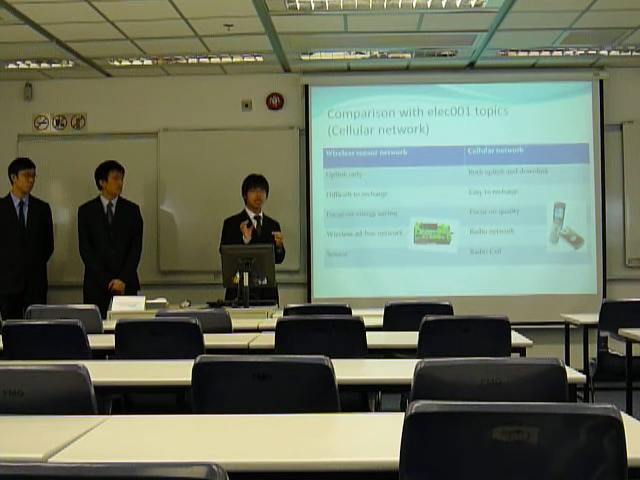 Comparison with elec001 topics
(Cellular network)
Wireless sensor network Cellular network
Uplink only Both uplink and downlink
Difficult to recharge Easy to recharge
Focus on energy saving Focus on quality
Wireless ad-hoc network Radio network
Sensor Radio Cell